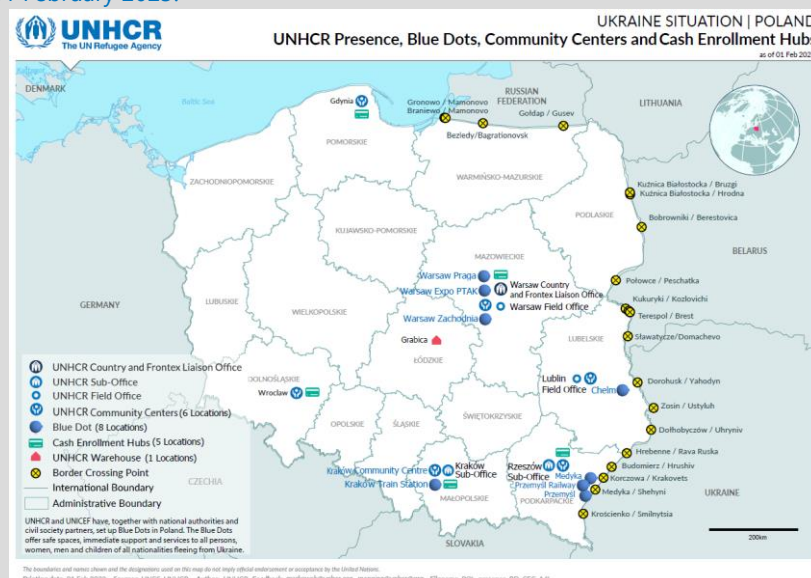 UNHCR
The UN Refugee Agency
UKRAINE SITUATION | POLAND
UNHCR Presence, Blue Dots, Community Centers and Cash Enrollment Hubs
as of 01 Feb 202
DENMARK
Baltic Sea
RUSSIAN
FEDERATION
LITHUANIA
Gdynia
Gronowo / Mamonovo
Braniewo / Mamonovo
Gołdap / Gusev
Bezledy/Bagrationovsk
POMORSKIE
ZACHODNIOPOMORSKIE
WARMIŃSKO-MAZURSKIE
Kuźnica Białostocka / Bruzgi
Kuźnica Białostocka / Hrodna
PODLASKIE
Bobrowniki / Berestovica
KUJAWSKO-POMORSKIE
MAZOWIECKIE
BELARUS
Warsaw Praga
Warsaw Expo PTAK
Warsaw Country
and Frontex Liaison Office
Warsaw Field Office
Warsaw Zachodnia
Połowce / Peschatka
Kukuryki / Kozlovichi
Terespol / Brest
GERMANY
LUBUSKIE
WIELKOPOLSKIE
Grabica
ŁÓDZKIE
LUBELSKIE
Sławatycze/Domachevo
UNHCR Country and Frontex Liaison Office
UNHCR Sub-Office
UNHCR Field Office
UNHCR Community Centers (6 Locations)
Blue Dot (8 Locations)
Cash Enrollment Hubs (5 Locations)
UNHCR Warehouse (1 Locations)
Border Crossing Point
International Boundary
Administrative Boundary
UNHCR and UNICEF have, together with national authorities and
civil society partners, set up Blue Dots in Poland. The Blue Dots
offer safe spaces, immediate support and services to all persons,
women, men and children of all nationalities fleeing from Ukraine.
DOLNOŚLĄSKIE
Wroclaw
Lublin
Field Office
Chelm
Dorohusk / Yahodyn
Zosin / Ustyluh
Dołhobyczów / Uhryniv
OPOLSKIE
ŚLĄSKIE
ŚWIĘTOKRZYSKIE
CZECHIA
Kraków Community Centre
Kraków
Sub-Office
Kraków Train Station
MAŁOPOLSKIE
Rzeszów
Sub-Office
Medyka
Przemyśl Railway
Przemyśl
PODKARPACKIE
Hrebenne / Rava Ruska
Budomierz / Hrushiv
Korczowa / Krakovets
Medyka / Shehyni
Krościenko / Smilnytsia
UKRAINE
SLOVAKIA
200km
The boundaries and names shown and the designations used on this map do not imply official endorsement or acceptance by the United Nations.